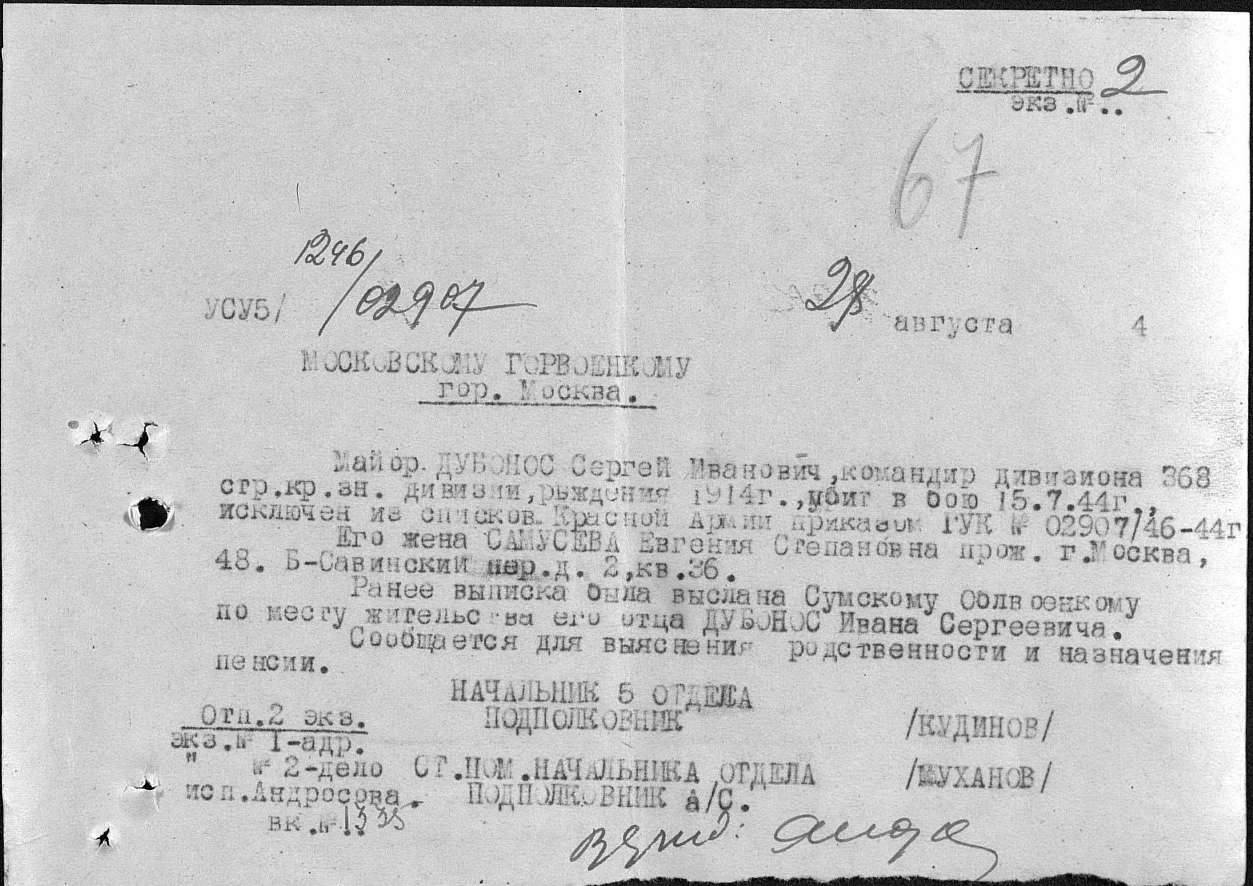 СЕКРЕТНО 2
экз.№..
67
1246
УСУ5/ /02907
28 августа 4
МОСКОВСКОМУ ГОРВОЕНКОМУ
гор. Москва.
Майор ДУБОНОС Сергей Иванович,командир дивизиона 368
стр.кр.зн. дивизии,рождения 1914г.,убит в бою 15.7.44г.,
исключен из списков Красной Армии приказом ГУК № 02907/46-44г
Его жена САМУСЕВА Евгения Степановна прож. г.Москва,
48. Б-Савинский пер.д. 2,кв.36.
Ранее выписка была выслана Сумскому Облвоенкому
по месту жительства его отца ДУБОНОС Ивана Сергеевича.
Сообщается для выяснения родственности и назначения
пенсии.
НАЧАЛЬНИК 5 ОТДЕЛА
ПОДПОЛКОВНИК /КУДИНОВ/
Отп.2 экз.
экз.№ 1-адр.
" № 2-дело СТ.ПОМ.НАЧАЛЬНИКА ОТДЕЛА /ШУХАНОВ/
исп.Андросова. ПОДПОЛКОВНИК а/С.
вх.№1335